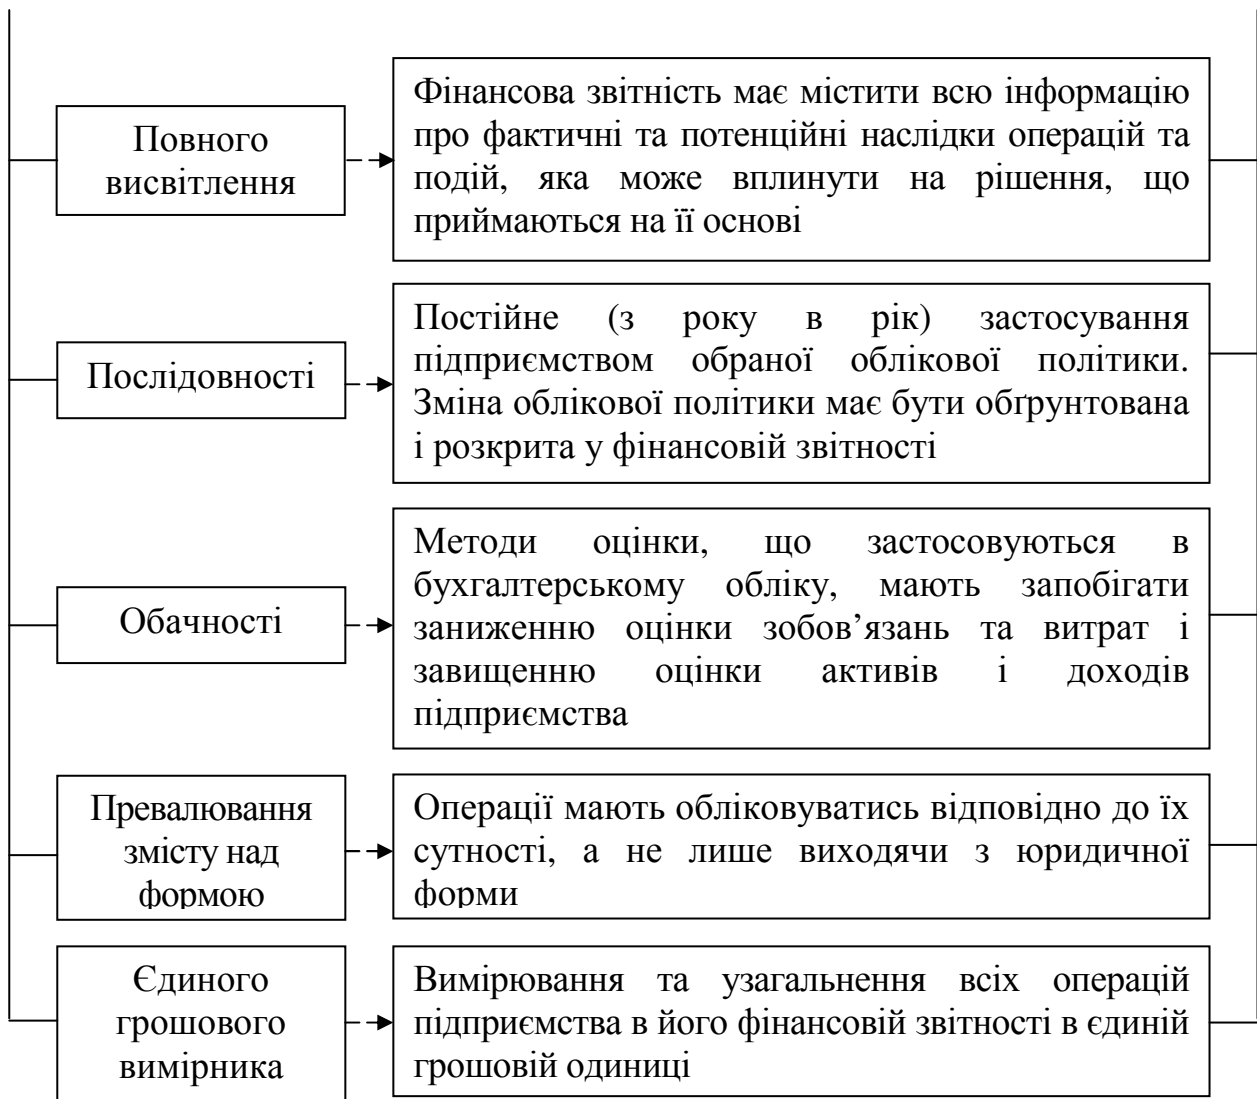 Повного
висвітлення
Фінансова звітність має містити всю інформацію
про фактичні та потенційні наслідки операцій та
подій, яка може вплинути на рішення, що
приймаються на її основі
Послідовності
Постійне (з року в рік) застосування
підприємством обраної облікової політики.
Зміна облікової політики має бути обґрунтована
і розкрита у фінансовій звітності
Обачності
Методи оцінки, що застосовуються в
бухгалтерському обліку, мають запобігати
заниженню оцінки зобов’язань та витрат і
завищенню оцінки активів і доходів
підприємства
Превалювання
змісту над
формою
Операції мають обліковуватись відповідно до їх
сутності, а не лише виходячи з юридичної
форми
Єдиного
грошового
вимірника
Вимірювання та узагальнення всіх операцій
підприємства в його фінансовій звітності в єдиній
грошовій одиниці